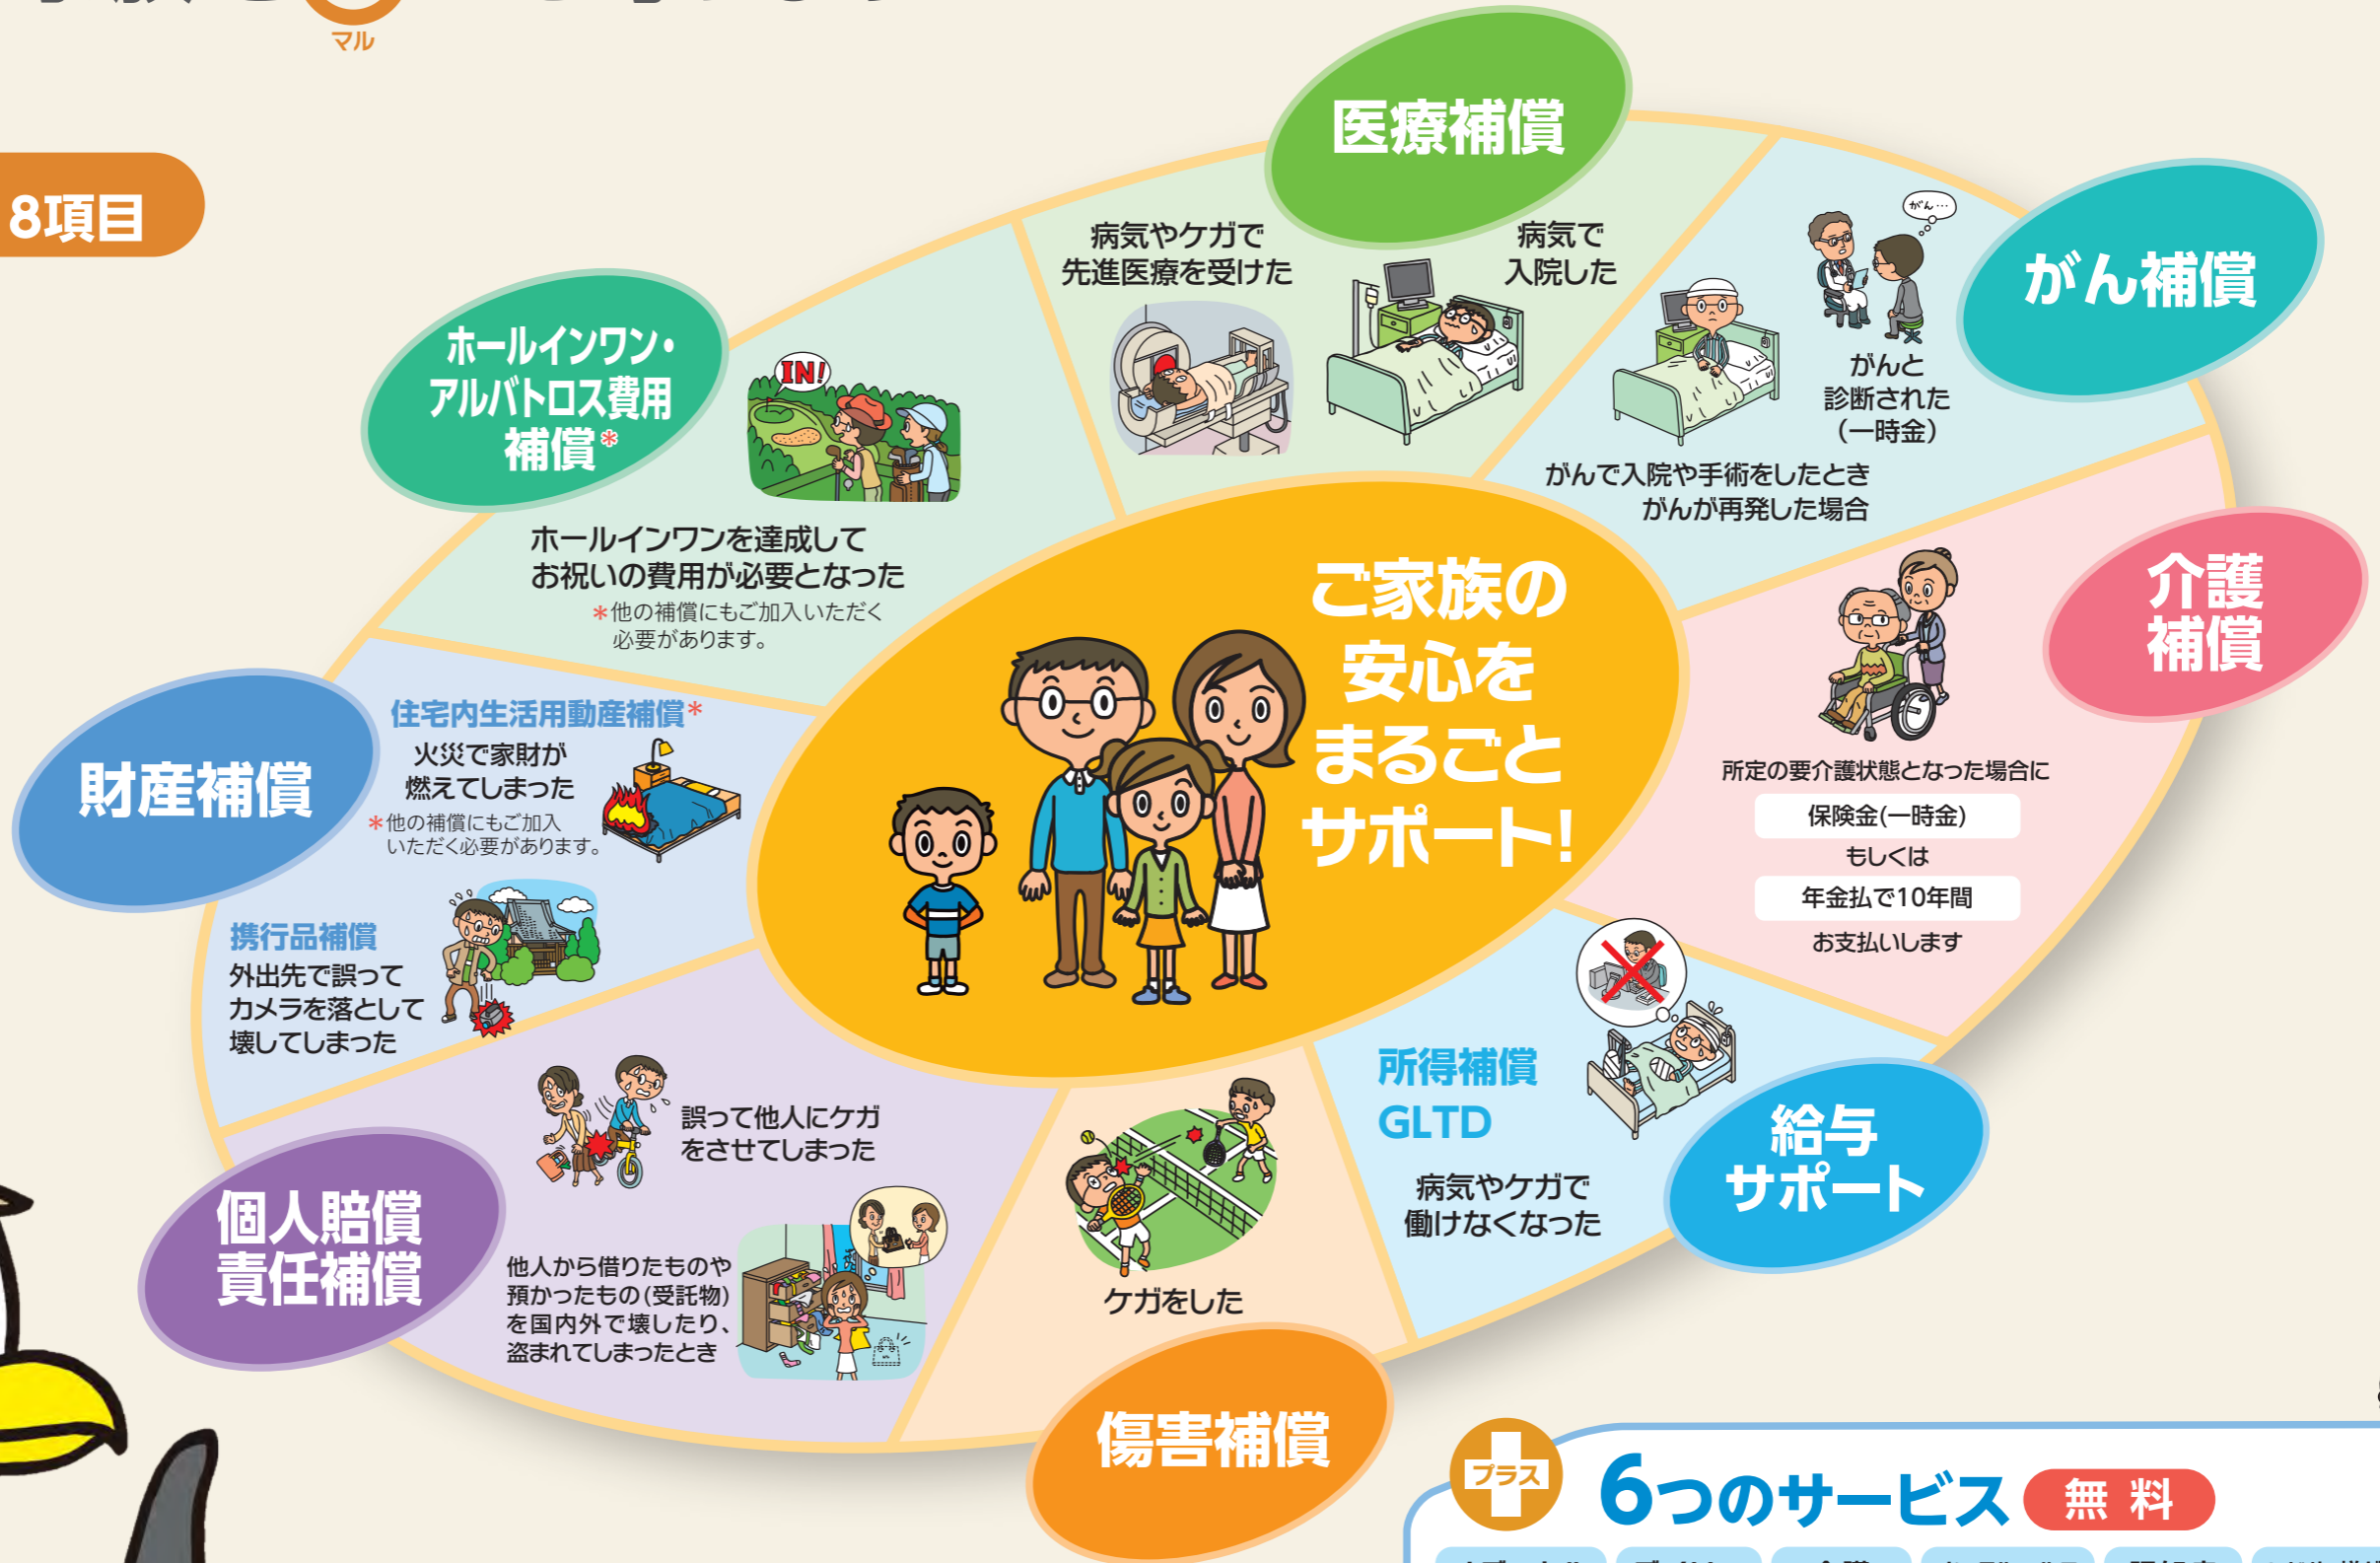 マル
8項目
医療補償
病気やケガで
先進医療を受けた
病気で
入院した
がん補償
がん…
がんと
診断された
（一時金）
がんで入院や手術をしたとき
がんが再発した場合
介護
補償
所定の要介護状態となった場合に
保険金(一時金)
もしくは
年金払で10年間
お支払いします
給与
サポート
所得補償
GLTD
病気やケガで
働けなくなった
傷害補償
ケガをした
個人賠償
責任補償
誤って他人にケガ
をさせてしまった
他人から借りたものや
預かったもの(受託物)
を国内外で壊したり、
盗まれてしまったとき
財産補償
住宅内生活用動産補償*
火災で家財が
燃えてしまった
*他の補償にもご加入
いただく必要があります。
携行品補償
外出先で誤って
カメラを落として
壊してしまった
ホールインワン・
アルバトロス費用
補償*
IN!
ホールインワンを達成して
お祝いの費用が必要となった
*他の補償にもご加入いただく
必要があります。
ご家族の
安心を
まるごと
サポート!
プラス
6つのサービス 無料